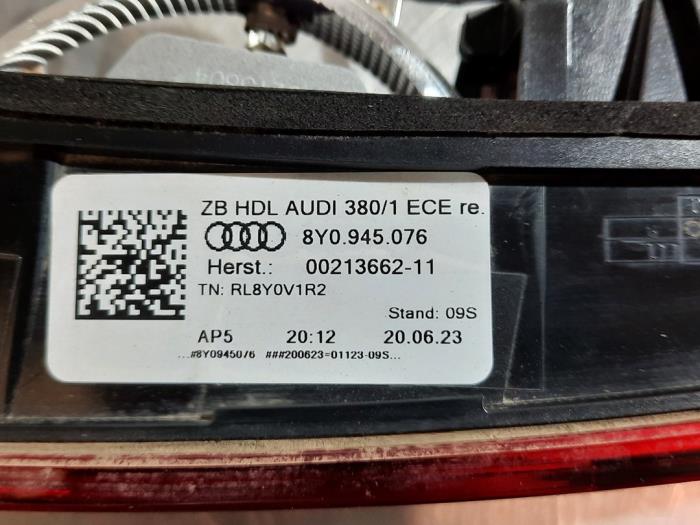 ZB HDL AUDI 380/1 ECE re.
8Y0.945.076
Herst.: 00213662-11
TN: RL8Y0V1R2
Stand: 09S
AP5 20:12 20.06.23
...#8Y0945076 ###200623=01123-09S...